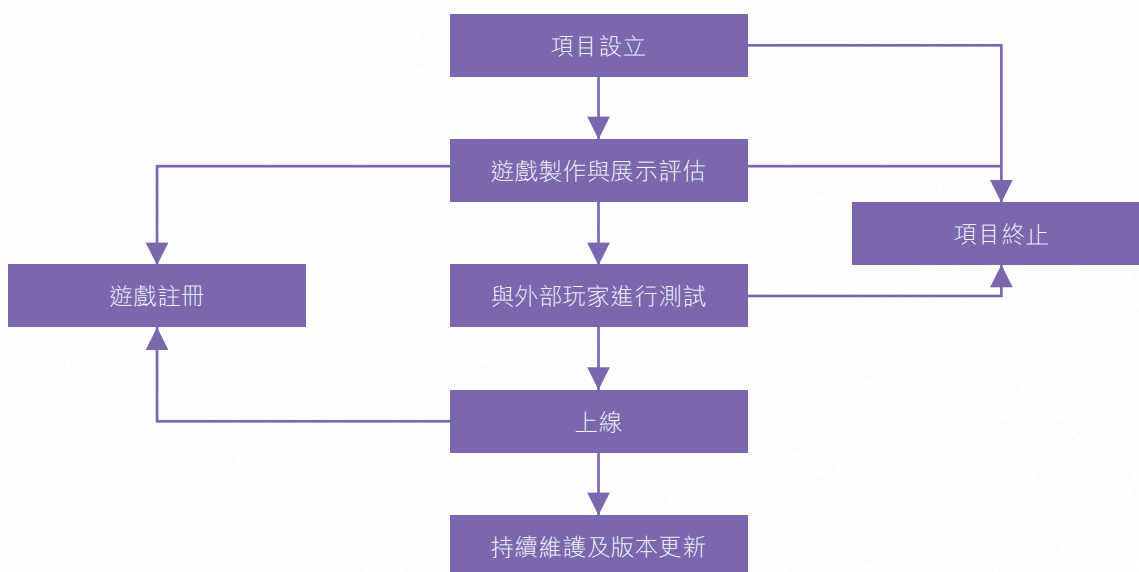 項目設立
遊戲製作與展示評估
項目終止
遊戲註冊
與外部玩家進行測試
上線
持續維護及版本更新